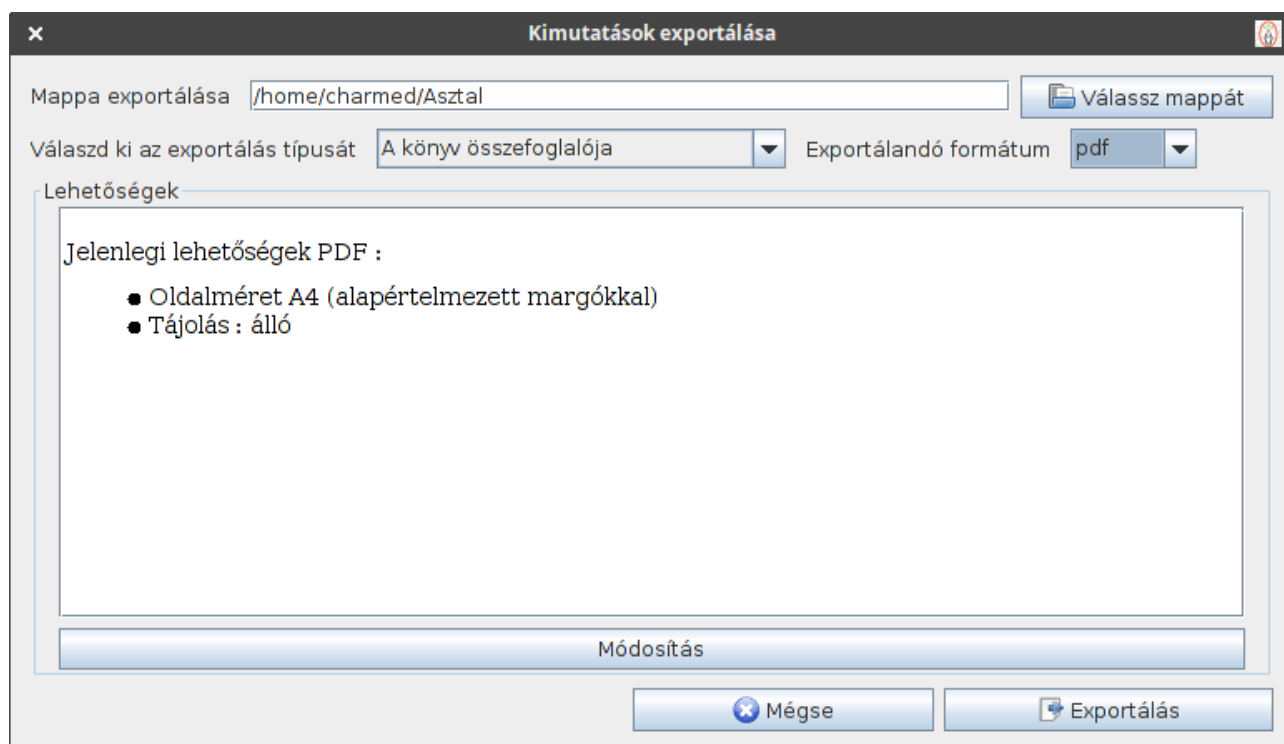 Kimutatások exportálása
Mappa exportálása /home/charmed/Asztal Válassz mappát
Válaszd ki az exportálás típusát A könyv összefoglalója Exportálandó formátum pdf
Lehetőségek
Jelenlegi lehetőségek PDF :
Oldalméret A4 (alapértelmezett margókkal)
Tájolás : álló
Módosítás
Mégse Exportálás